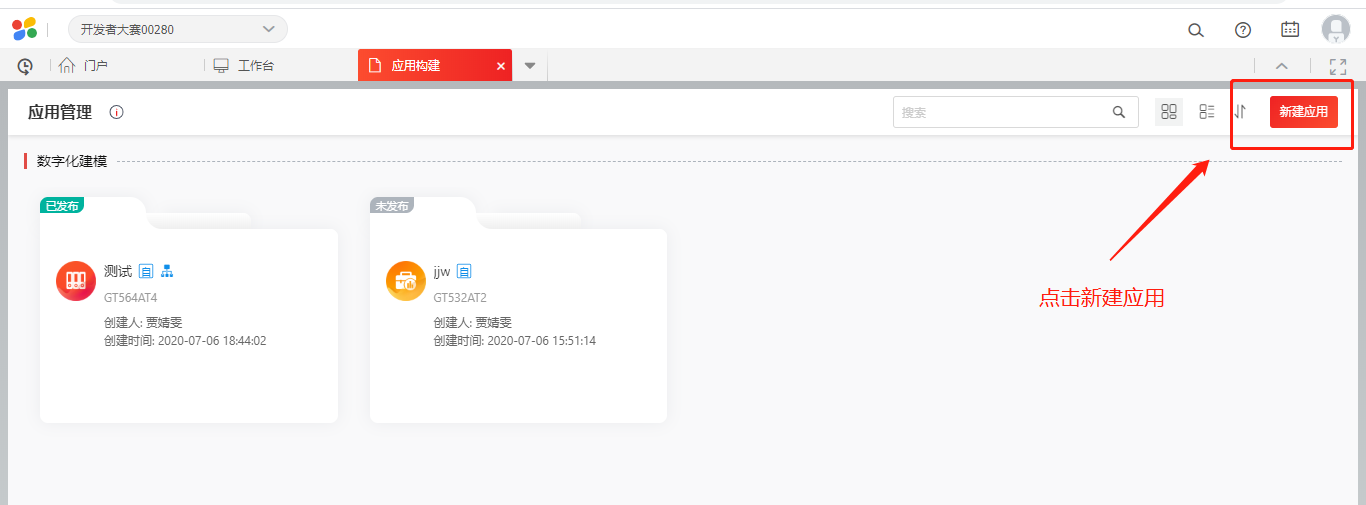 开发者大赛00280
门户
工作台
应用构建
应用管理
搜索
新建应用
数字化建模
已发布
测试
GT564AT4
创建人: 贾婧雯
创建时间: 2020-07-06 18:44:02
未发布
jjw
GT532AT2
创建人: 贾婧雯
创建时间: 2020-07-06 15:51:14
点击新建应用